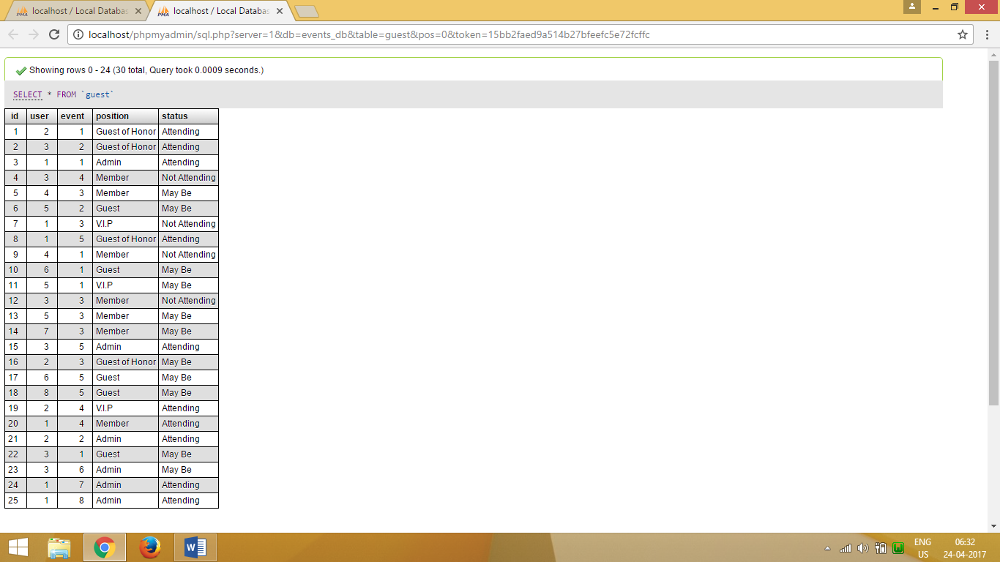 localhost / Local Databas
localhost / Local Databas
localhost/phpmyadmin/sql.php?server=1&db=events_db&table=guest&pos=0&token=15bb2faed9a514b27bfeefc5e72fcffc
Showing rows 0 - 24 (30 total, Query took 0.0009 seconds.)
SELECT * FROM `guest`
id user event position status
1 2 1 Guest of Honor Attending
2 3 2 Guest of Honor Attending
3 1 1 Admin Attending
4 3 4 Member Not Attending
5 4 3 Member May Be
6 5 2 Guest May Be
7 1 3 V.I.P Not Attending
8 1 5 Guest of Honor Attending
9 4 1 Member Not Attending
10 6 1 Guest May Be
11 5 1 V.I.P May Be
12 3 3 Member Not Attending
13 5 3 Member May Be
14 7 3 Member May Be
15 3 5 Admin Attending
16 2 3 Guest of Honor May Be
17 6 5 Guest May Be
18 8 5 Guest May Be
19 2 4 V.I.P Attending
20 1 4 Member Attending
21 2 2 Admin Attending
22 3 1 Guest May Be
23 3 6 Admin May Be
24 1 7 Admin Attending
25 1 8 Admin Attending
ENG 06:32
US 24-04-2017